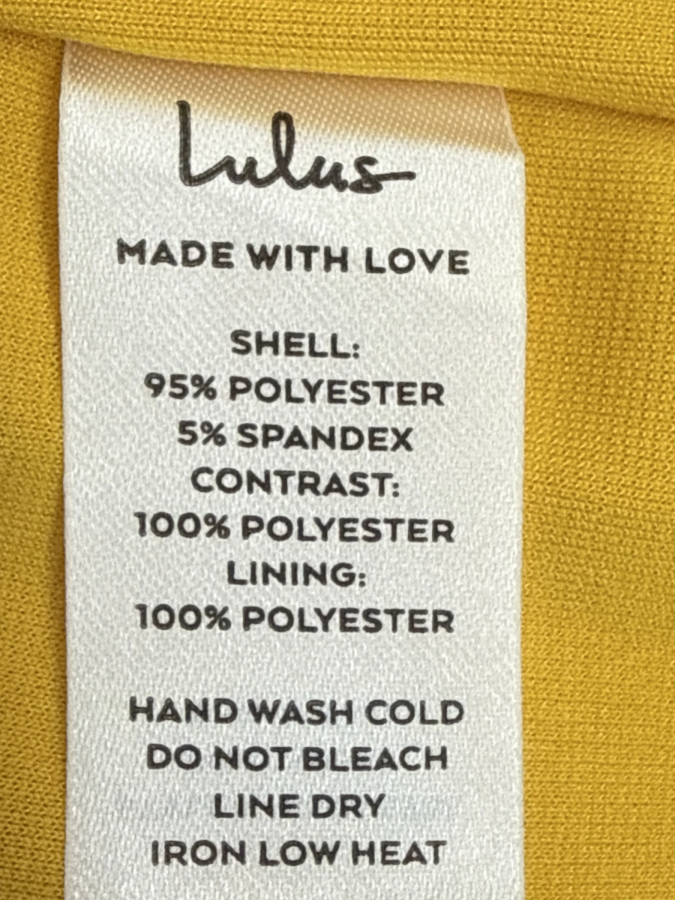 Lulus
MADE WITH LOVE
SHELL:
95% POLYESTER
5% SPANDEX
CONTRAST:
100% POLYESTER
LINING:
100% POLYESTER
HAND WASH COLD
DO NOT BLEACH
LINE DRY
IRON LOW HEAT